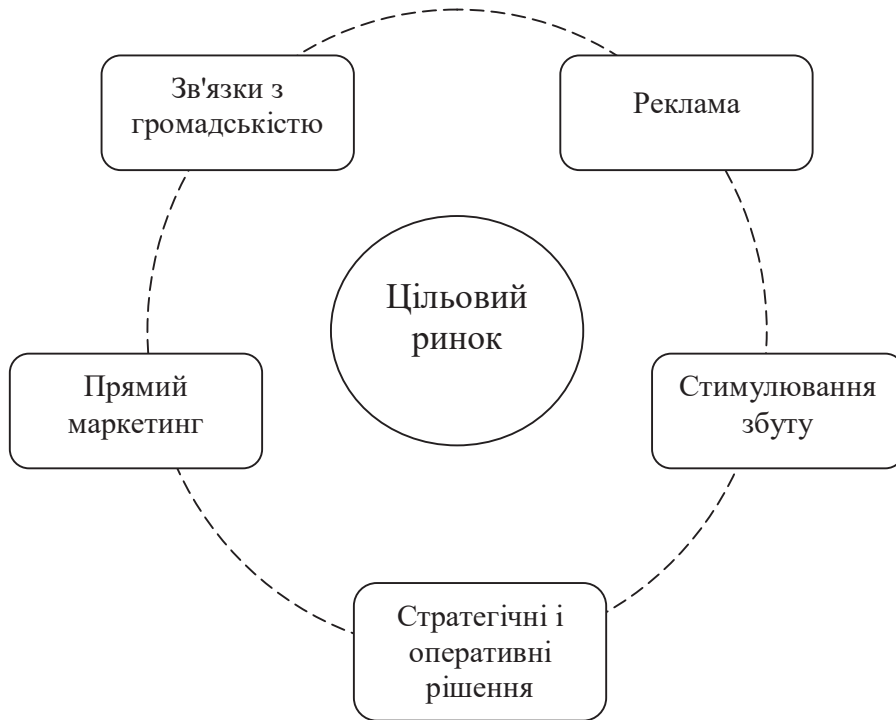 Зв'язки з
громадськістю
Реклама
Цільовий
ринок
Прямий
маркетинг
Стимулювання
збуту
Стратегічні і
оперативні
рішення